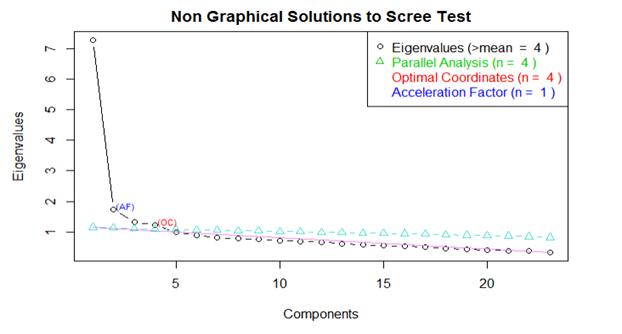 Non Graphical Solutions to Scree Test
Eigenvalues (>mean = 4 )
Parallel Analysis (n = 4 )
Optimal Coordinates (n = 4 )
Acceleration Factor (n = 1 )
Eigenvalues
7
6
5
4
3
2
1
(AF)
(OC)
5
10
15
20
Components